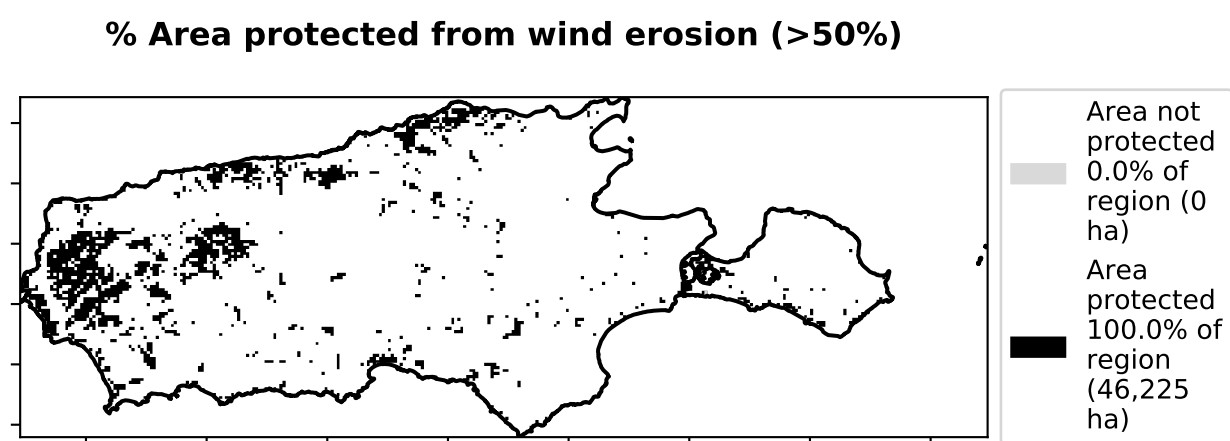 % Area protected from wind erosion (>50%)
Area not
protected
0.0% of
region (0
ha)
Area
protected
100.0% of
region
(46,225
ha)